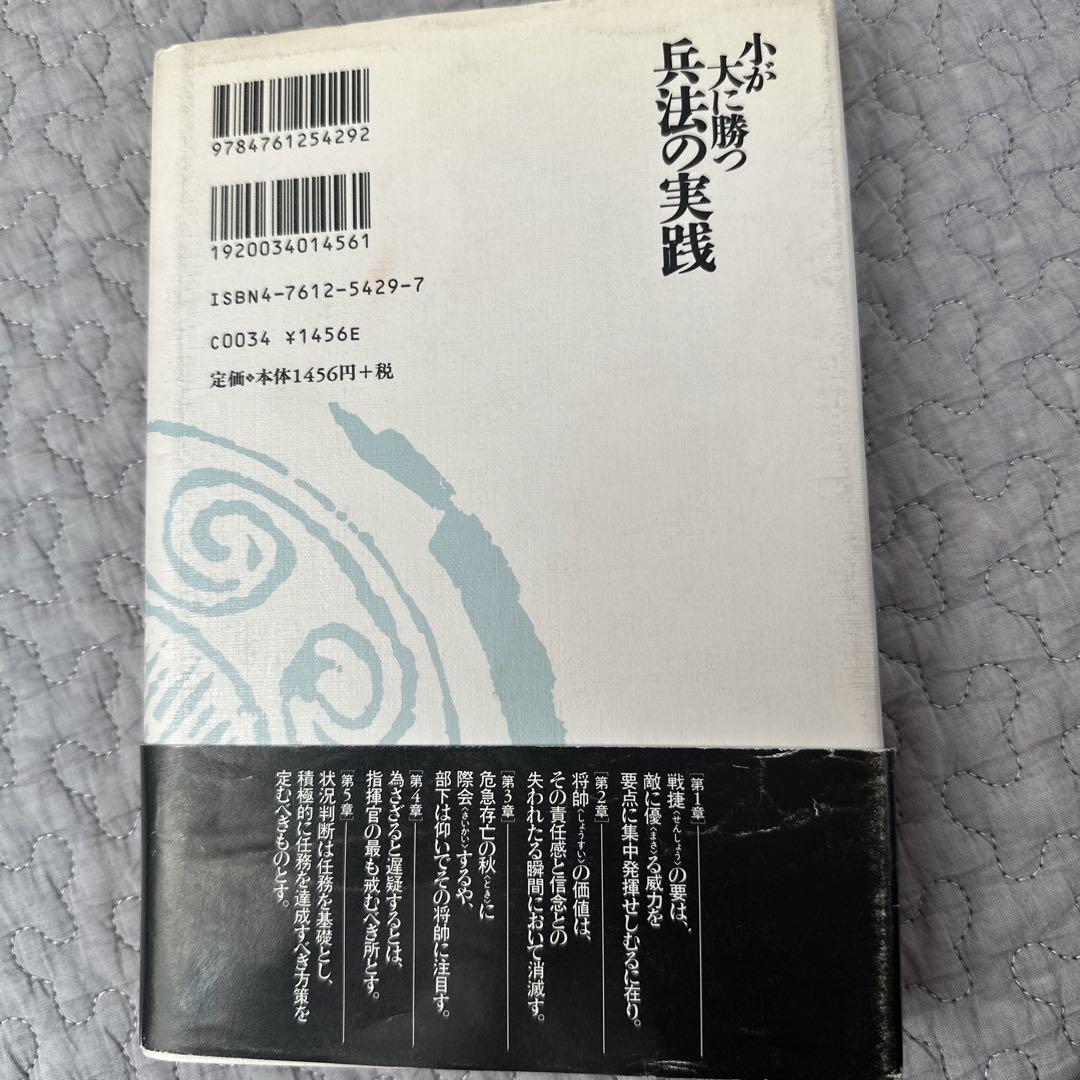 小が
大に勝つ
兵法の実践
9784761254292
1920034014561
ISBN4-7612-5429-7
C0034 ¥1456E
定価❖本体1456円+税
[第1章]
戦捷〈せんしょう〉の要は、
敵に優〈まさ〉る威力を
要点に集中発揮せしむるに在り。
[第2章]
将帥〈しょうすい〉の価値は、
その責任感と信念との
失われたる瞬間において消滅す。
[第3章]
危急存亡の秋〈とき〉に
際会〈さいかい〉するや、
部下は仰いでその将帥に注目す。
[第4章]
為さざると遅疑するとは、
指揮官の最も戒むべき所とす。
[第5章]
状況判断は任務を基礎とし、
積極的に任務を達成すべき方策を
定むべきものとす。